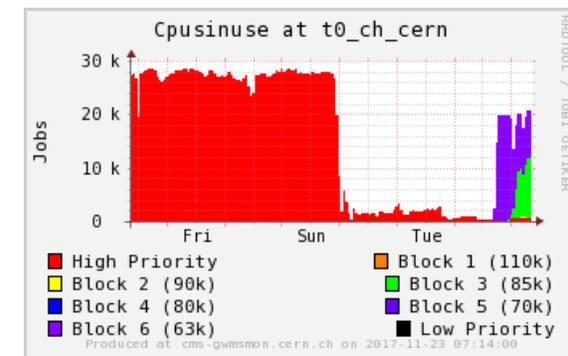 Cpusinuse at t0_ch_cern
RRDTOOL / TOBI OETIKER
Jobs
30 k
20 k
10 k
0
Fri Sun Tue
High Priority Block 1 (110k)
Block 2 (90k) Block 3 (85k)
Block 4 (80k) Block 5 (70k)
Block 6 (63k) Low Priority
Produced at cms-gwmsmon.cern.ch on 2017-11-23 07:14:00